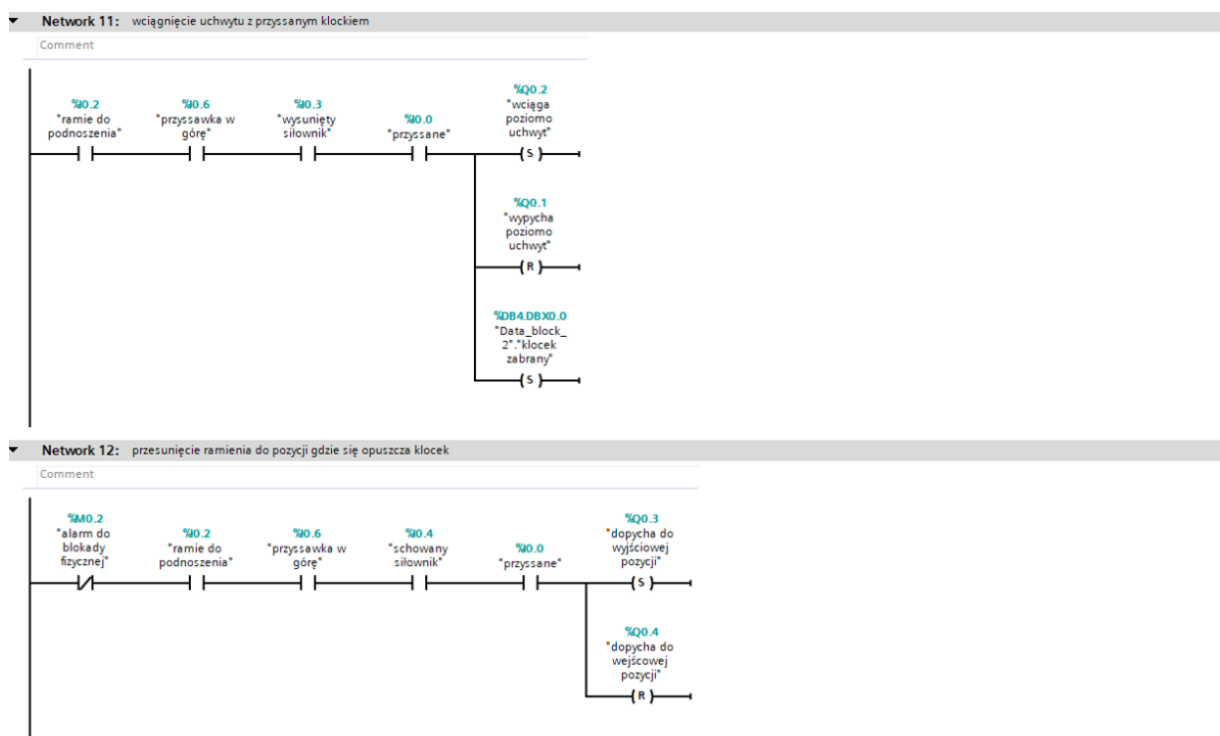 Network 11: wciągnięcie uchwytu z przyssanym klockiem
Comment
%I0.2
"ramie do
podnoszenia"
%I0.6
"przyssawka w
górę"
%I0.3
"wysunięty
siłownik"
%I0.0
"przyssane"
%Q0.2
"wciąga
poziomo
uchwyt"
S
%Q0.1
"wypycha
poziomo
uchwyt"
R
%DB4.DBX0.0
"Data_block_
2"."klocek
zabrany"
S
Network 12: przesunięcie ramienia do pozycji gdzie się opuszcza klocek
Comment
%M0.2
"alarm do
blokady
fizycznej"
%I0.2
"ramie do
podnoszenia"
%I0.6
"przyssawka w
górę"
%I0.4
"schowany
siłownik"
%I0.0
"przyssane"
%Q0.3
"dopycha do
wyjściowej
pozycji"
S
%Q0.4
"dopycha do
wejścowej
pozycji"
R